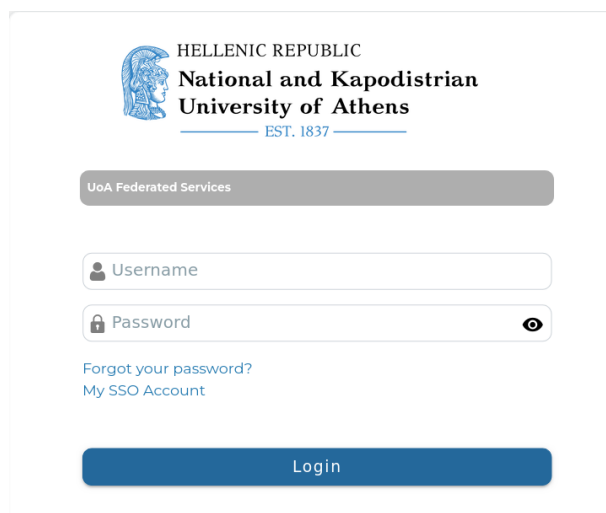 HELLENIC REPUBLIC
National and Kapodistrian
University of Athens
EST. 1837
UoA Federated Services
Username
Password
Forgot your password?
My SSO Account
Login